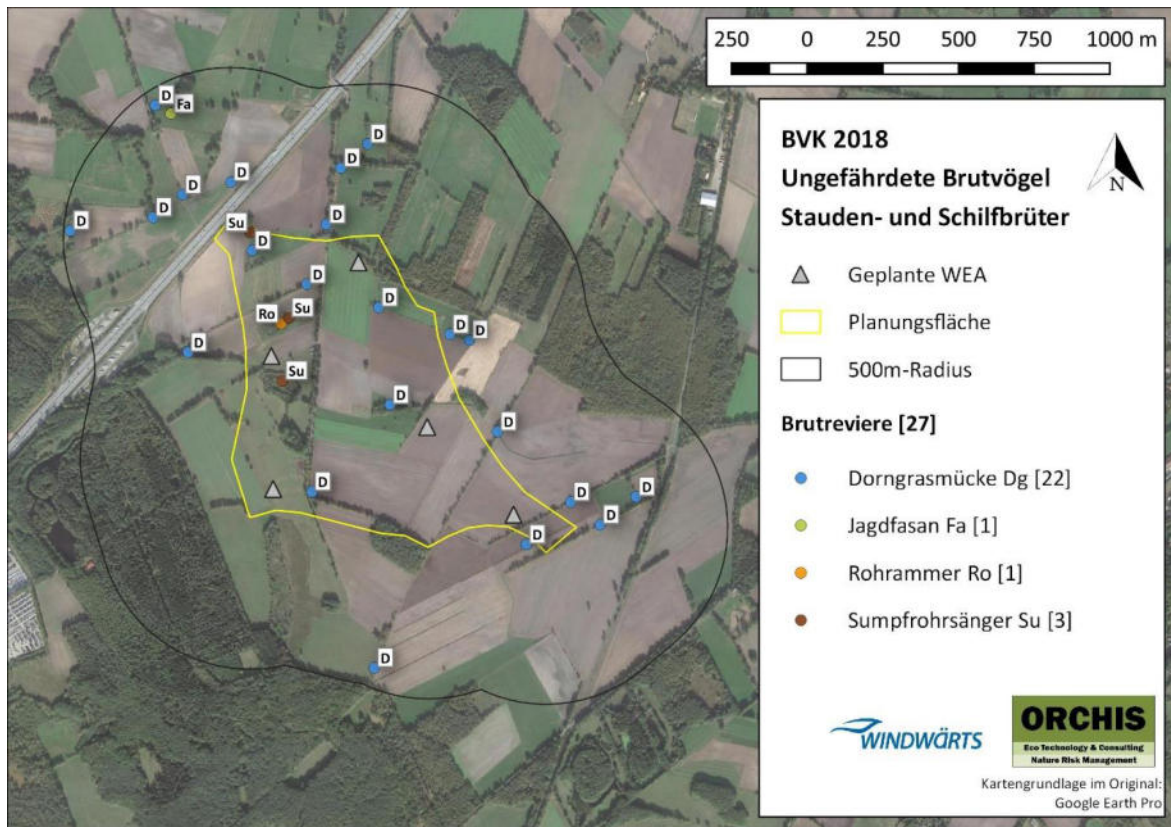 250 0 250 500 750 1000 m
BVK 2018
Ungefährdete Brutvögel
Stauden- und Schilfbrüter
N
Geplante WEA
Planungsfläche
500m-Radius
Brutreviere [27]
Dorngrasmücke Dg [22]
Jagdfasan Fa [1]
Rohrammer Ro [1]
Sumpfrohrsänger Su [3]
WINDWÄRTS
ORCHIS
Eco Technology & Consulting
Nature Risk Management
Kartengrundlage im Original:
Google Earth Pro
D
Fa
D
D
D
D
D
D
D
Su
D
D
D
Su
Ro
D
D
D
Su
D
D
D
D
D
D
D
D